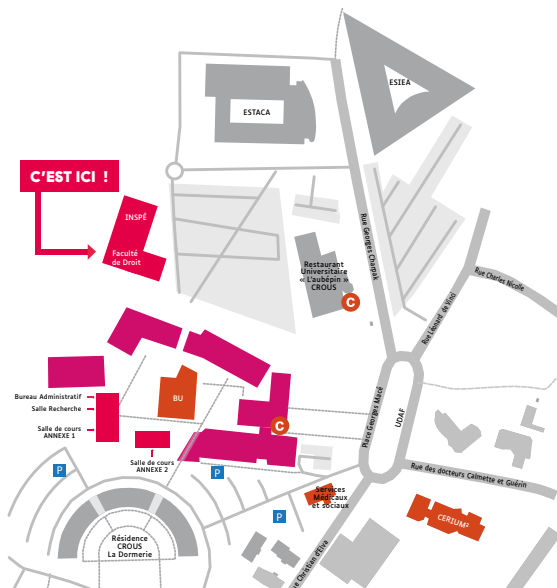 ESIEA
ESTACA
C'EST ICI !
INSPÉ
Faculté
de Droit
Rue Georges Charpak
Restaurant
Universitaire
« L'aubépin »
CROUS
C
Rue Charles Nicolle
Rue Léonard de Vinci
BU
Bureau Administratif
Salle Recherche
Salle de cours
ANNEXE 1
Salle de cours
ANNEXE 2
C
Place Georges Macé
UDAF
P
P
P
Rue des docteurs Calmette et Guérin
Services
Médicaux
et sociaux
CERIUM²
Résidence
CROUS
La Dormerie
ue Christian d'Elva